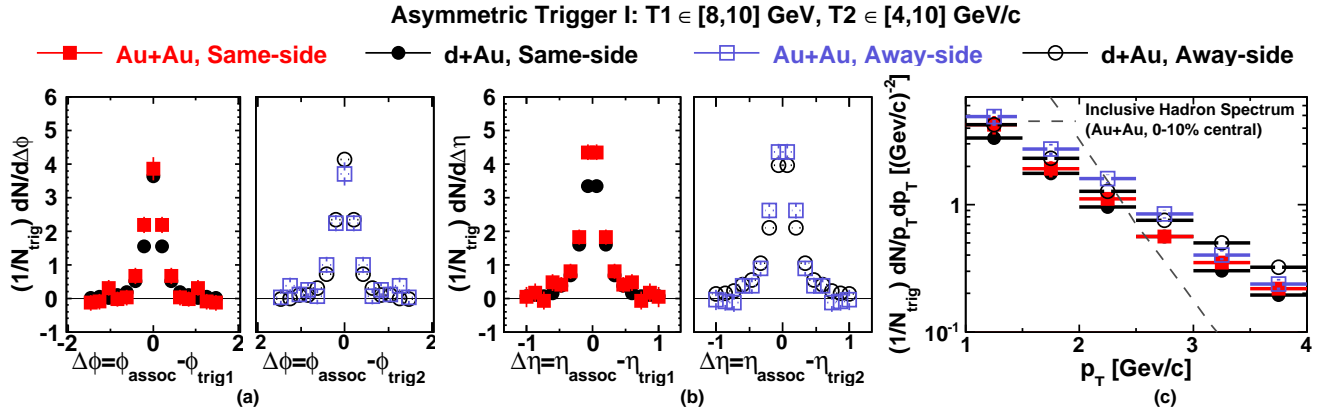 Asymmetric Trigger I: T1 ∈ [8,10] GeV, T2 ∈ [4,10] GeV/c
Au+Au, Same-side
d+Au, Same-side
Au+Au, Away-side
d+Au, Away-side
(1/N_trig) dN/dΔϕ
6
5
4
3
2
1
0
-1
-2 0 2
Δϕ=ϕ_assoc-ϕ_trig1
-2 0 2
Δϕ=ϕ_assoc-ϕ_trig2
(a)
(1/N_trig) dN/dΔη
6
5
4
3
2
1
0
-1
-1 0 1
Δη=η_assoc-η_trig1
-1 0 1
Δη=η_assoc-η_trig2
(b)
(1/N_trig) dN/p_T dp_T [(Gev/c)^-2]
Inclusive Hadron Spectrum
(Au+Au, 0-10% central)
1
10^-1
1 2 3 4
p_T [Gev/c]
(c)